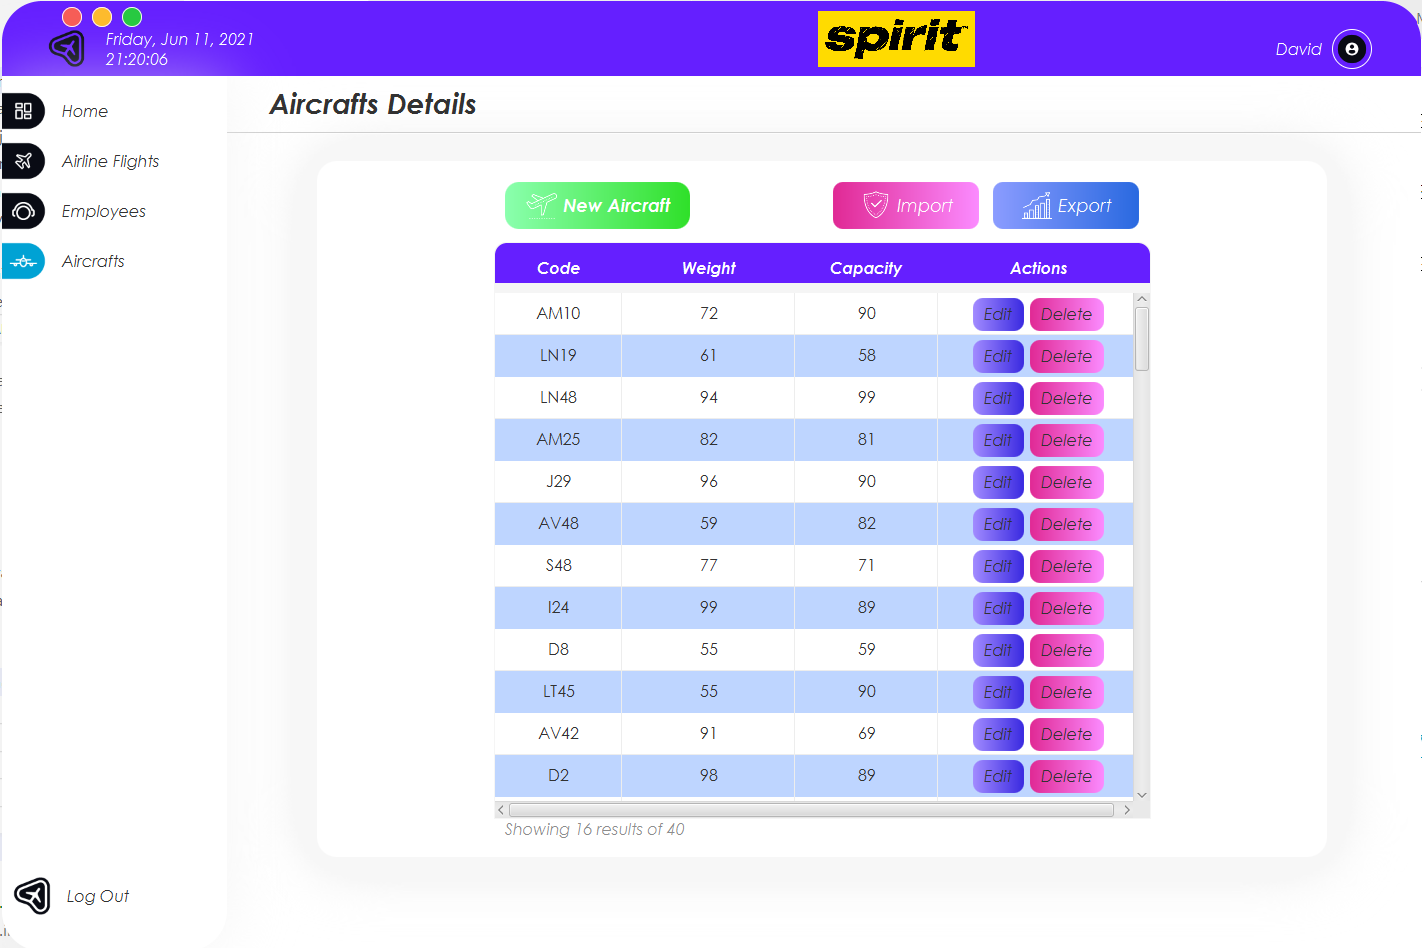 Friday, Jun 11, 2021
21:20:06
spirit
David
Home
Airline Flights
Employees
Aircrafts
Log Out
Aircrafts Details
New Aircraft Import Export
Code Weight Capacity Actions
AM10 72 90 Edit Delete
LN19 61 58 Edit Delete
LN48 94 99 Edit Delete
AM25 82 81 Edit Delete
J29 96 90 Edit Delete
AV48 59 82 Edit Delete
S48 77 71 Edit Delete
I24 99 89 Edit Delete
D8 55 59 Edit Delete
LT45 55 90 Edit Delete
AV42 91 69 Edit Delete
D2 98 89 Edit Delete
Showing 16 results of 40